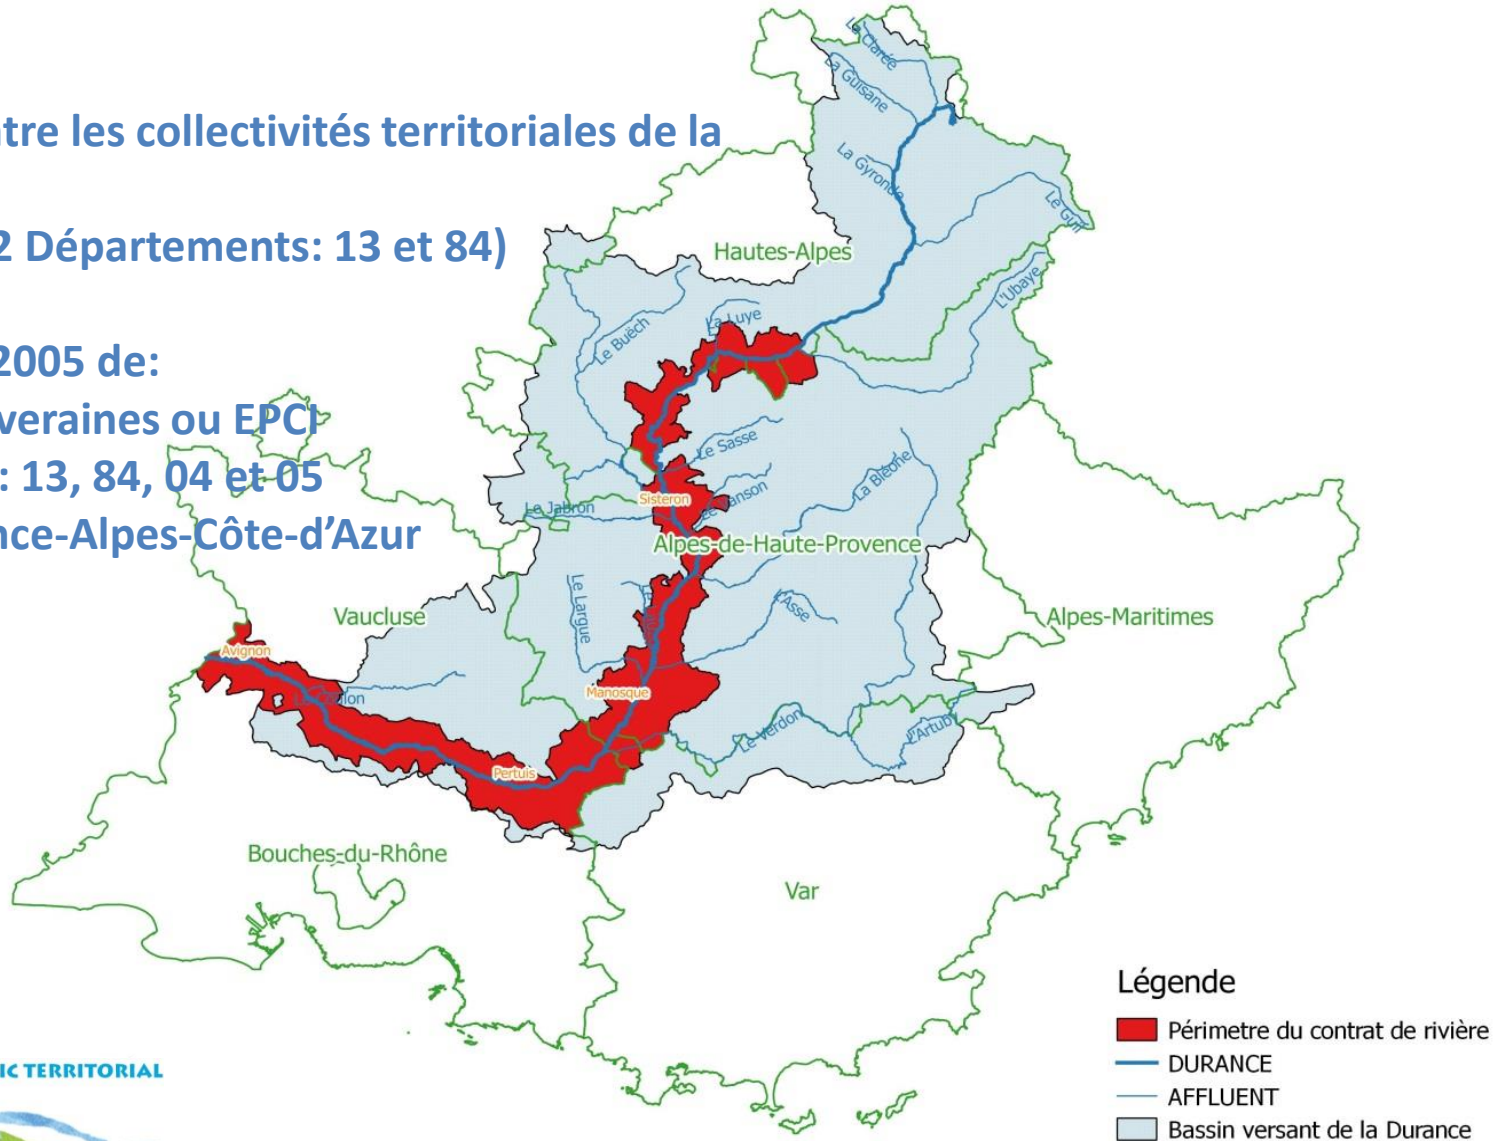 ntre les collectivités territoriales de la
2 Départements: 13 et 84)
2005 de:
veraines ou EPCI
: 13, 84, 04 et 05
nce-Alpes-Côte-d’Azur
La Clarée
La Guisane
La Gyronde
Le Guil
Hautes-Alpes
L'Ubaye
La Luye
Le Buëch
Le Sasse
La Bléone
Sisteron
Le Vanson
Le Jabron
Alpes-de-Haute-Provence
Le Largue
L'Asse
Vaucluse
Alpes-Maritimes
Avignon
Manosque
Le Verdon
L'Artuby
Pertuis
Bouches-du-Rhône
Var
Légende
Périmetre du contrat de rivière
DURANCE
AFFLUENT
Bassin versant de la Durance
IC TERRITORIAL